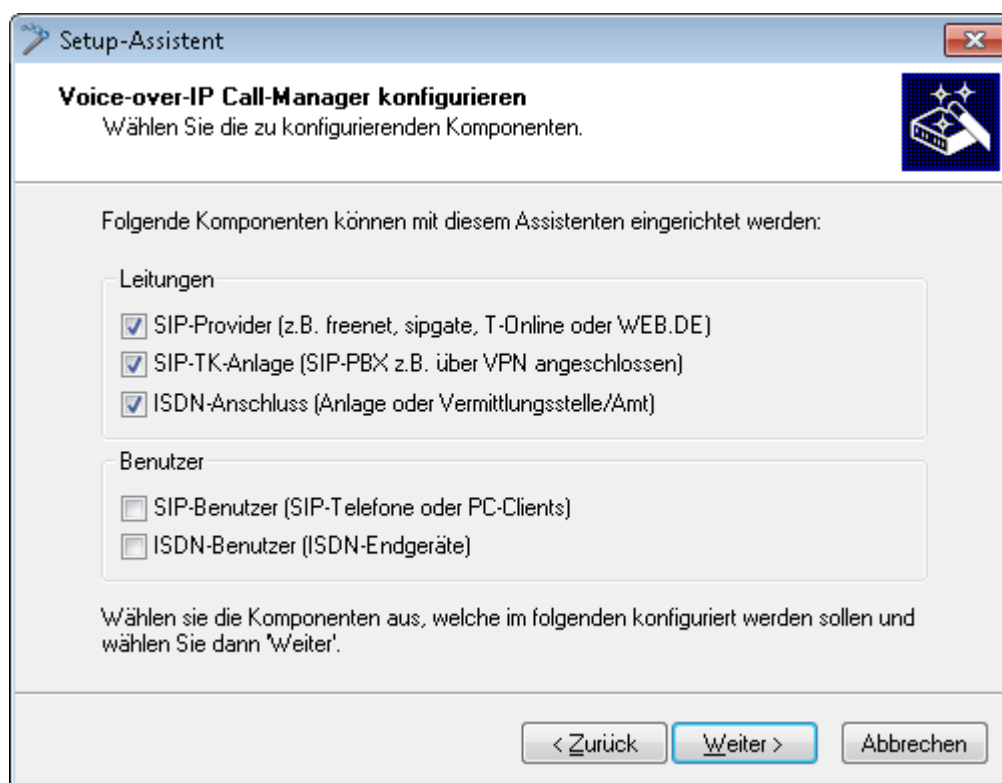 Setup-Assistent
Voice-over-IP Call-Manager konfigurieren
Wählen Sie die zu konfigurierenden Komponenten.
Folgende Komponenten können mit diesem Assistenten eingerichtet werden:
Leitungen
SIP-Provider (z.B. freenet, sipgate, T-Online oder WEB.DE)
SIP-TK-Anlage (SIP-PBX z.B. über VPN angeschlossen)
ISDN-Anschluss (Anlage oder Vermittlungsstelle/Amt)
Benutzer
SIP-Benutzer (SIP-Telefone oder PC-Clients)
ISDN-Benutzer (ISDN-Endgeräte)
Wählen sie die Komponenten aus, welche im folgenden konfiguriert werden sollen und
wählen Sie dann 'Weiter'.
< Zurück Weiter > Abbrechen